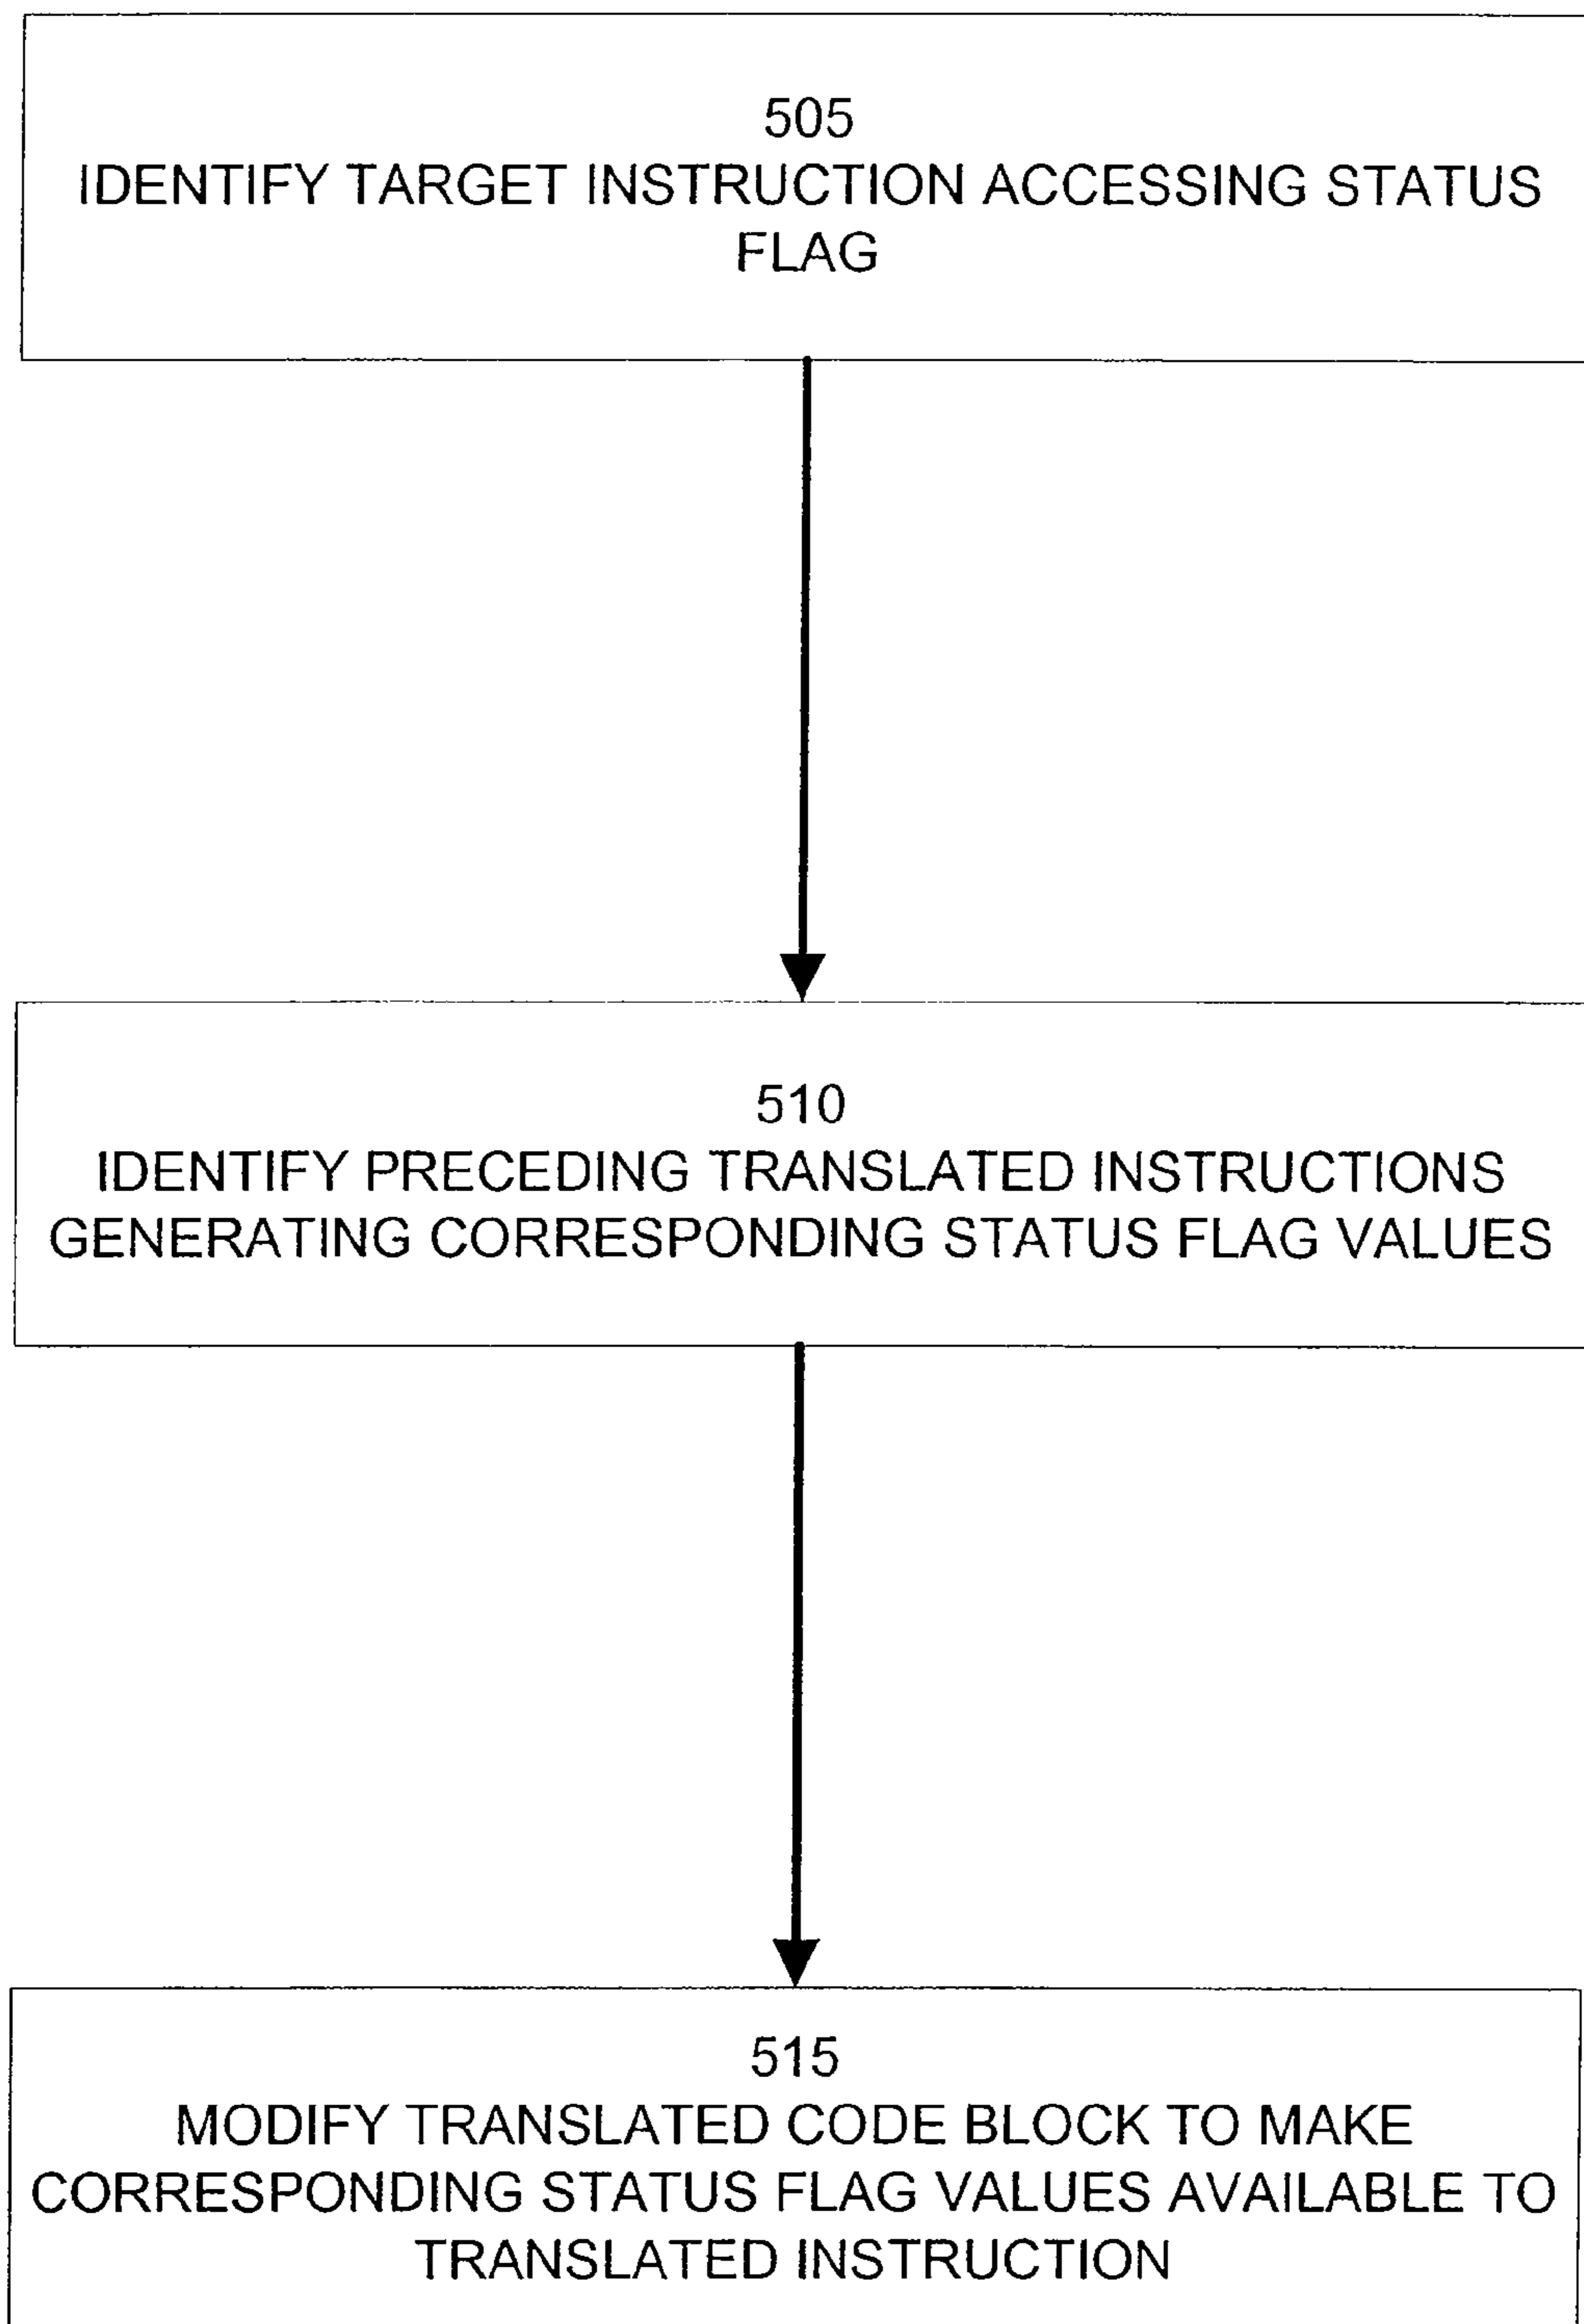 505
IDENTIFY TARGET INSTRUCTION ACCESSING STATUS
FLAG
510
IDENTIFY PRECEDING TRANSLATED INSTRUCTIONS
GENERATING CORRESPONDING STATUS FLAG VALUES
515
MODIFY TRANSLATED CODE BLOCK TO MAKE
CORRESPONDING STATUS FLAG VALUES AVAILABLE TO
TRANSLATED INSTRUCTION